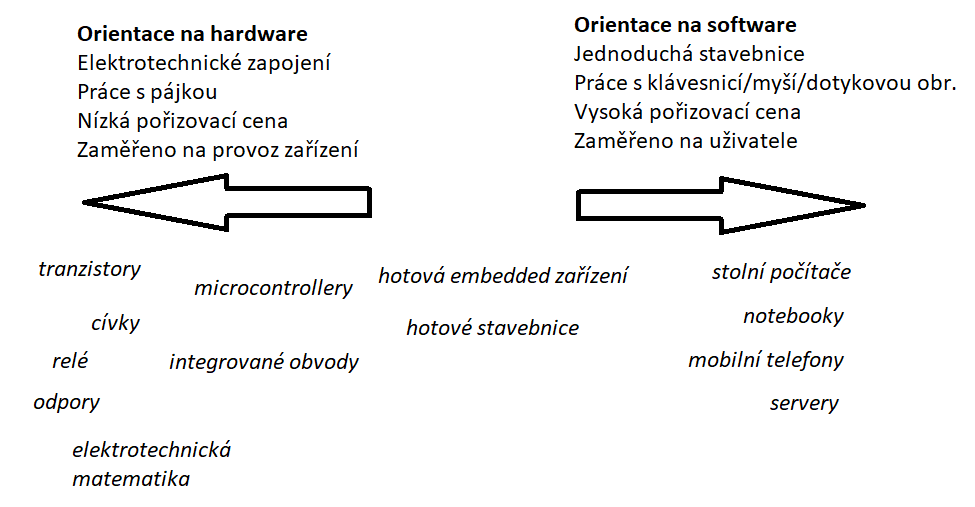 Orientace na hardware
Elektrotechnické zapojení
Práce s pájkou
Nízká pořizovací cena
Zaměřeno na provoz zařízení
Orientace na software
Jednoduchá stavebnice
Práce s klávesnicí/myší/dotykovou obr.
Vysoká pořizovací cena
Zaměřeno na uživatele
tranzistory
microcontrollery
cívky
relé
integrované obvody
odpory
elektrotechnická
matematika
hotová embedded zařízení
hotové stavebnice
stolní počítače
notebooky
mobilní telefony
servery